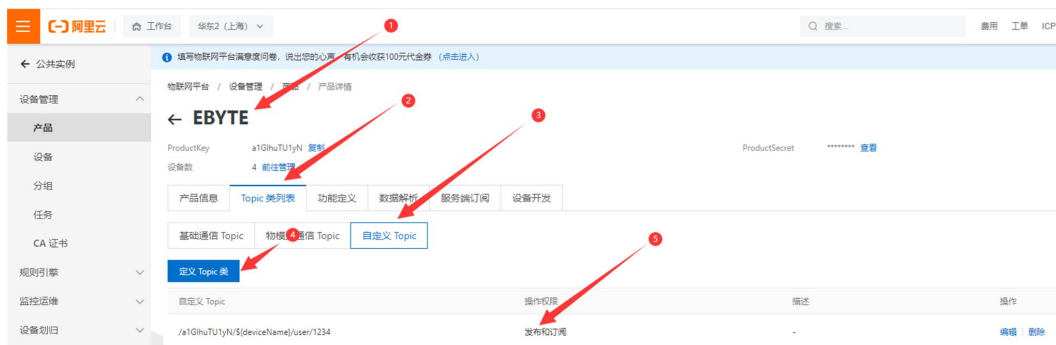 阿里云 工作台 华东2（上海） 1 搜索... 费用 工单 ICP
公共实例 填写物联网平台满意度问卷，说出您的心声，有机会收获100元代金券 （点击进入）
物联网平台 / 设备管理 / 产品 / 产品详情
设备管理 2
EBYTE 3
产品
ProductKey a1GlhuTU1yN 复制 ProductSecret ******** 查看
设备
设备数 4 前往管理
分组
产品信息 Topic 类列表 功能定义 数据解析 服务端订阅 设备开发
任务
基础通信 Topic 物模型通信 Topic 自定义 Topic 4 5
CA 证书
规则引擎 定义 Topic 类
监控运维 自定义 Topic 操作权限 描述 操作
设备划归 /a1GlhuTU1yN/${deviceName}/user/1234 发布和订阅 - 编辑 删除